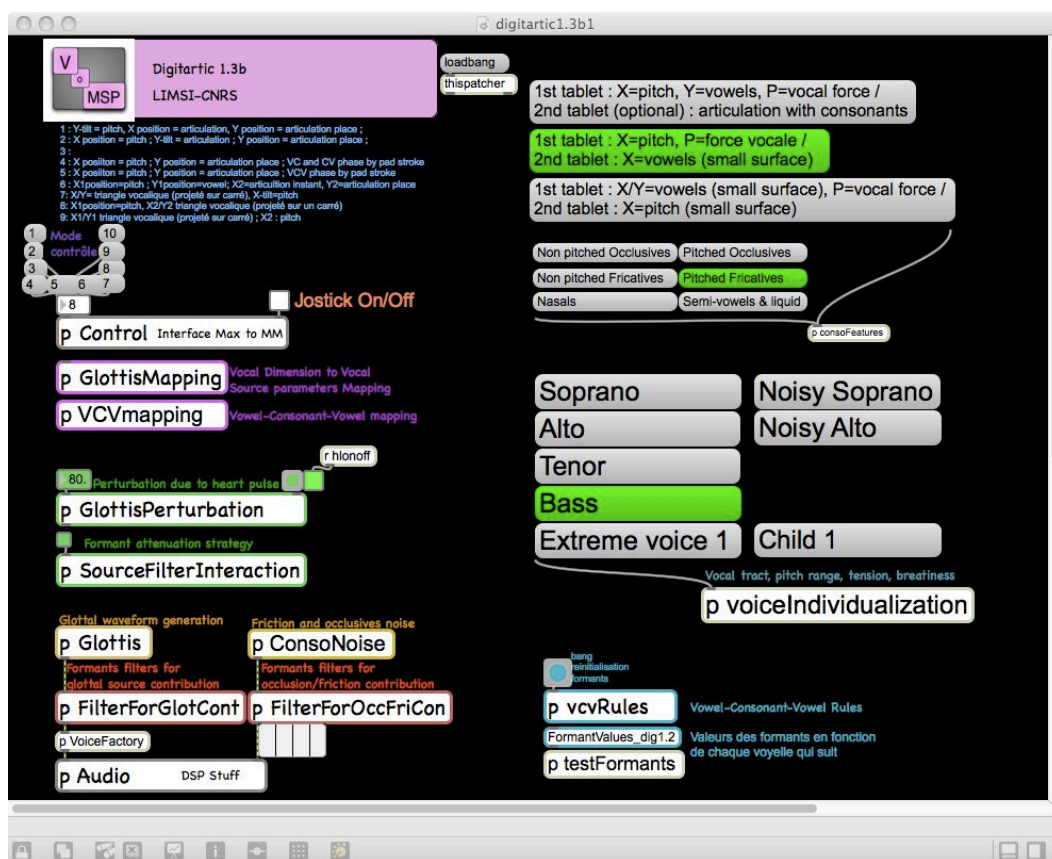 digitartic1.3b1
V
o
MSP
Digitartic 1.3b
LIMSI-CNRS
loadbang
thispatcher
1 : Y-tilt = pitch, X position = articulation, Y position = articulation place ;
2 : X position = pitch ; Y-tilt = articulation ; Y position = articulation place ;
3 :
4 : X posiiton = pitch ; Y position = articulation place ; VC and CV phase by pad stroke
5 : X posiiton = pitch ; Y position = articulation place ; VCV phase by pad stroke
6 : X1position=pitch ; Y1position=vowel; X2=articultion instant, Y2=articulation place
7: X/Y= triangle vocalique (projeté sur carré), X-tilt=pitch
8: X1position=pitch, X2/Y2 triangle vocalique (projeté sur un carré)
9: X1/Y1 triangle vocalique (projeté sur carré) ; X2 : pitch
1st tablet : X=pitch, Y=vowels, P=vocal force /
2nd tablet (optional) : articulation with consonants
1st tablet : X=pitch, P=force vocale /
2nd tablet : X=vowels (small surface)
1st tablet : X/Y=vowels (small surface), P=vocal force /
2nd tablet : X=pitch (small surface)
1 Mode 10
2 contrôle 9
3 8
4 5 6 7
8
Jostick On/Off
p Control Interface Max to MM
Non pitched Occlusives
Pitched Occlusives
Non pitched Fricatives
Pitched Fricatives
Nasals
Semi-vowels & liquid
p consoFeatures
p GlottisMapping
Vocal Dimension to Vocal
Source parameters Mapping
p VCVmapping
Vowel-Consonant-Vowel mapping
Soprano
Noisy Soprano
Alto
Noisy Alto
Tenor
Bass
Extreme voice 1
Child 1
r hlonoff
80.
Perturbation due to heart pulse
p GlottisPerturbation
Formant attenuation strategy
p SourceFilterInteraction
Vocal tract, pitch range, tension, breatiness
p voiceIndividualization
Glottal waveform generation
p Glottis
Friction and occlusives noise
p ConsoNoise
Formants filters for
glottal source contribution
Formants filters for
occlusion/friction contribution
p FilterForGlotCont
p FilterForOccFriCon
p VoiceFactory
p Audio DSP Stuff
bang
reinitialisation
formants
p vcvRules
Vowel-Consonant-Vowel Rules
FormantValues_dig1.2
Valeurs des formants en fonction
de chaque voyelle qui suit
p testFormants